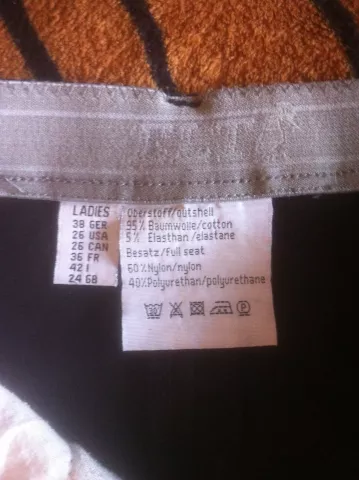 LADIES
38 GER
26 USA
26 CAN
36 FR
42 I
24 GB
Oberstoff/outshell
95% Baumwolle/cotton
5% Elasthan/elastane
Besatz/Full seat
60%Nylon/nylon
40%Polyurethan/polyurethane